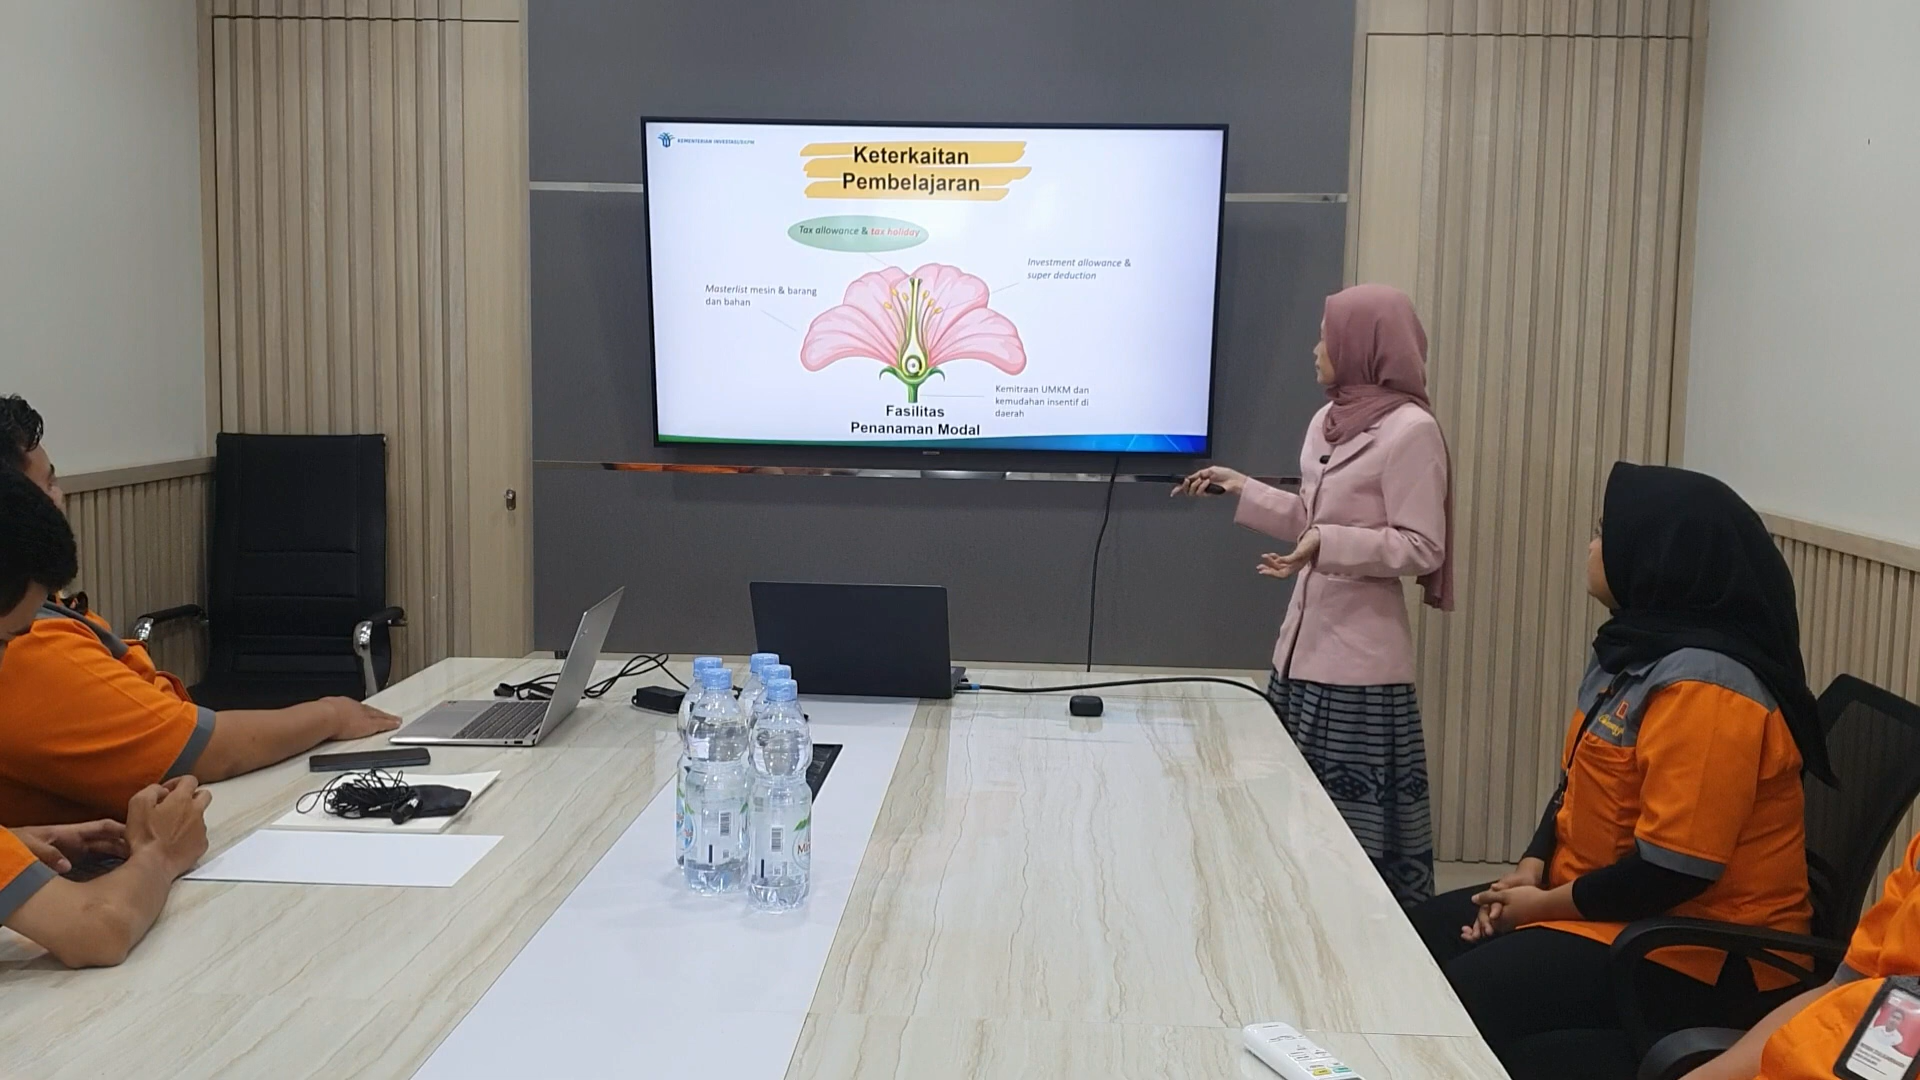 KEMENTERIAN INVESTASI/BKPM
Keterkaitan
Pembelajaran
Tax allowance & tax holiday
Investment allowance &
super deduction
Masterlist mesin & barang
dan bahan
Kemitraan UMKM dan
kemudahan insentif di
daerah
Fasilitas
Penanaman Modal